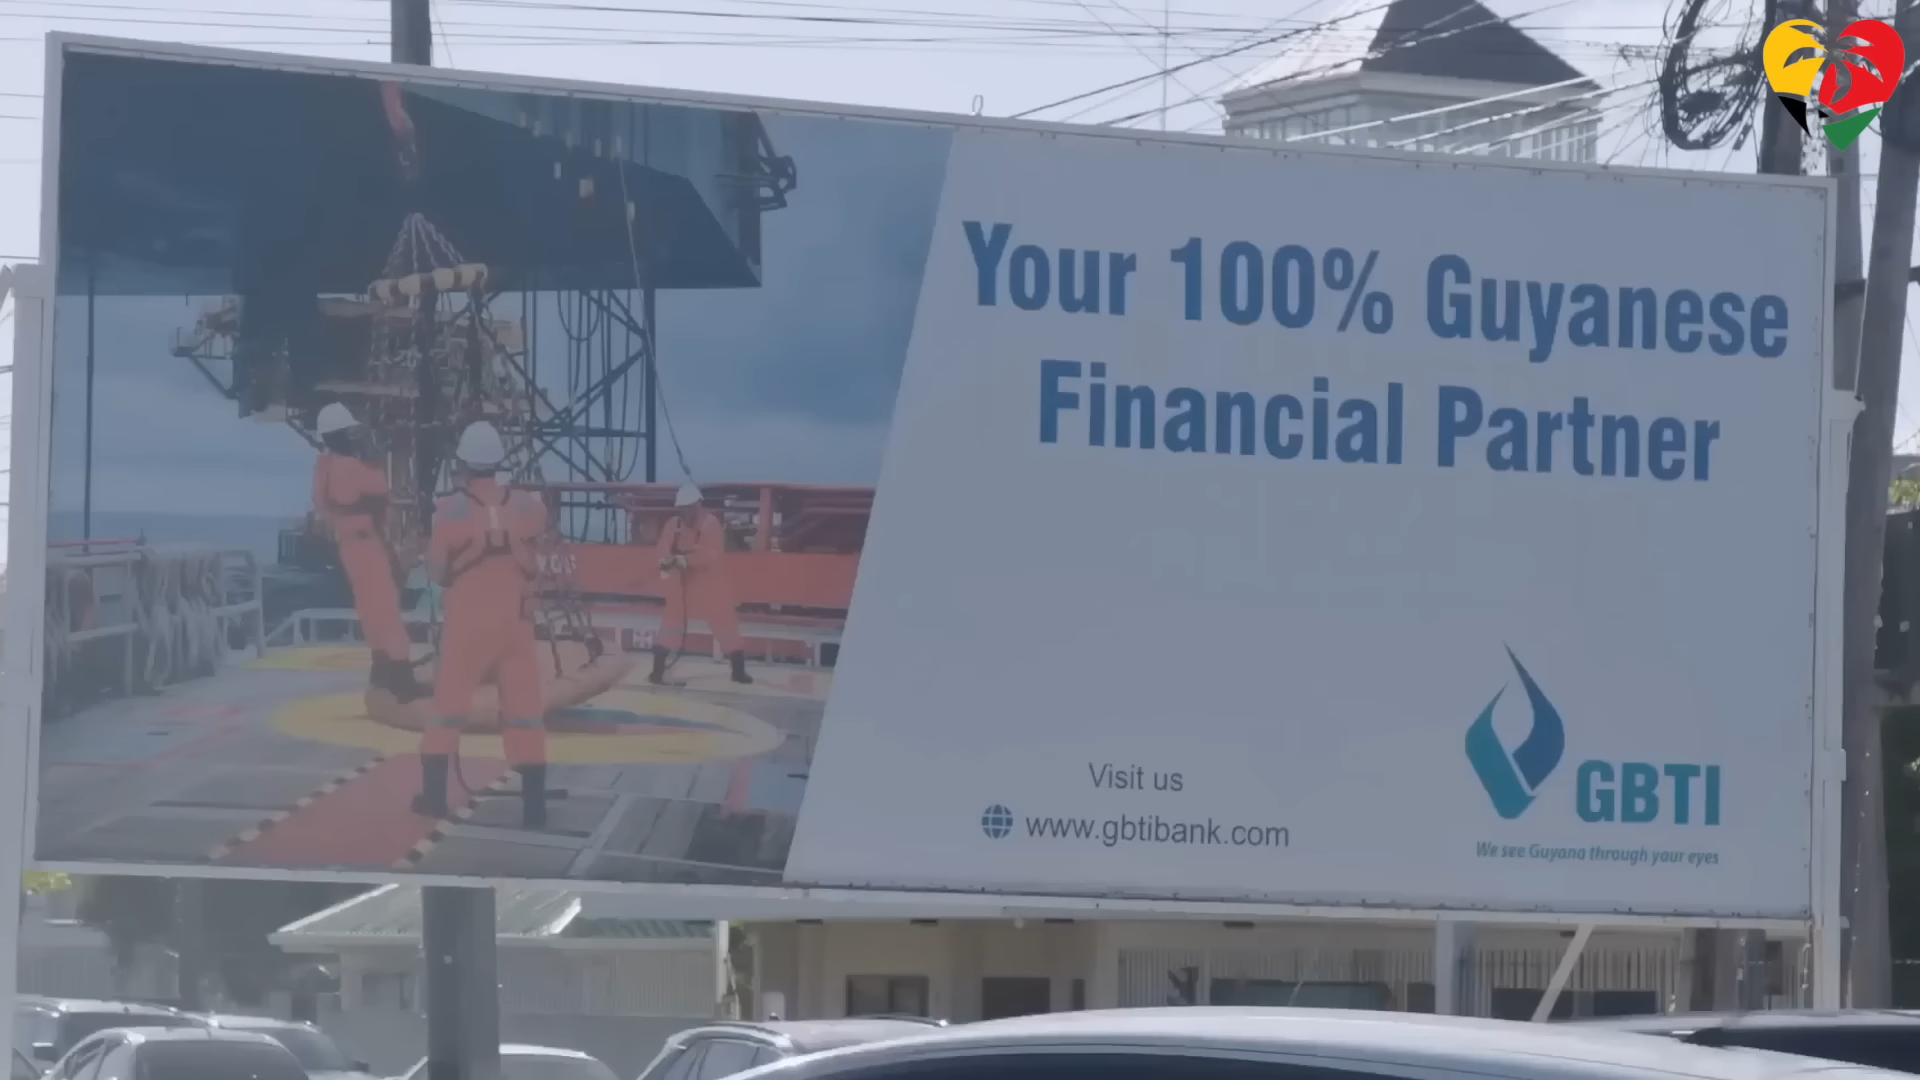 Your 100% Guyanese
Financial Partner
Visit us
www.gbtibank.com
GBTI
We see Guyana through your eyes